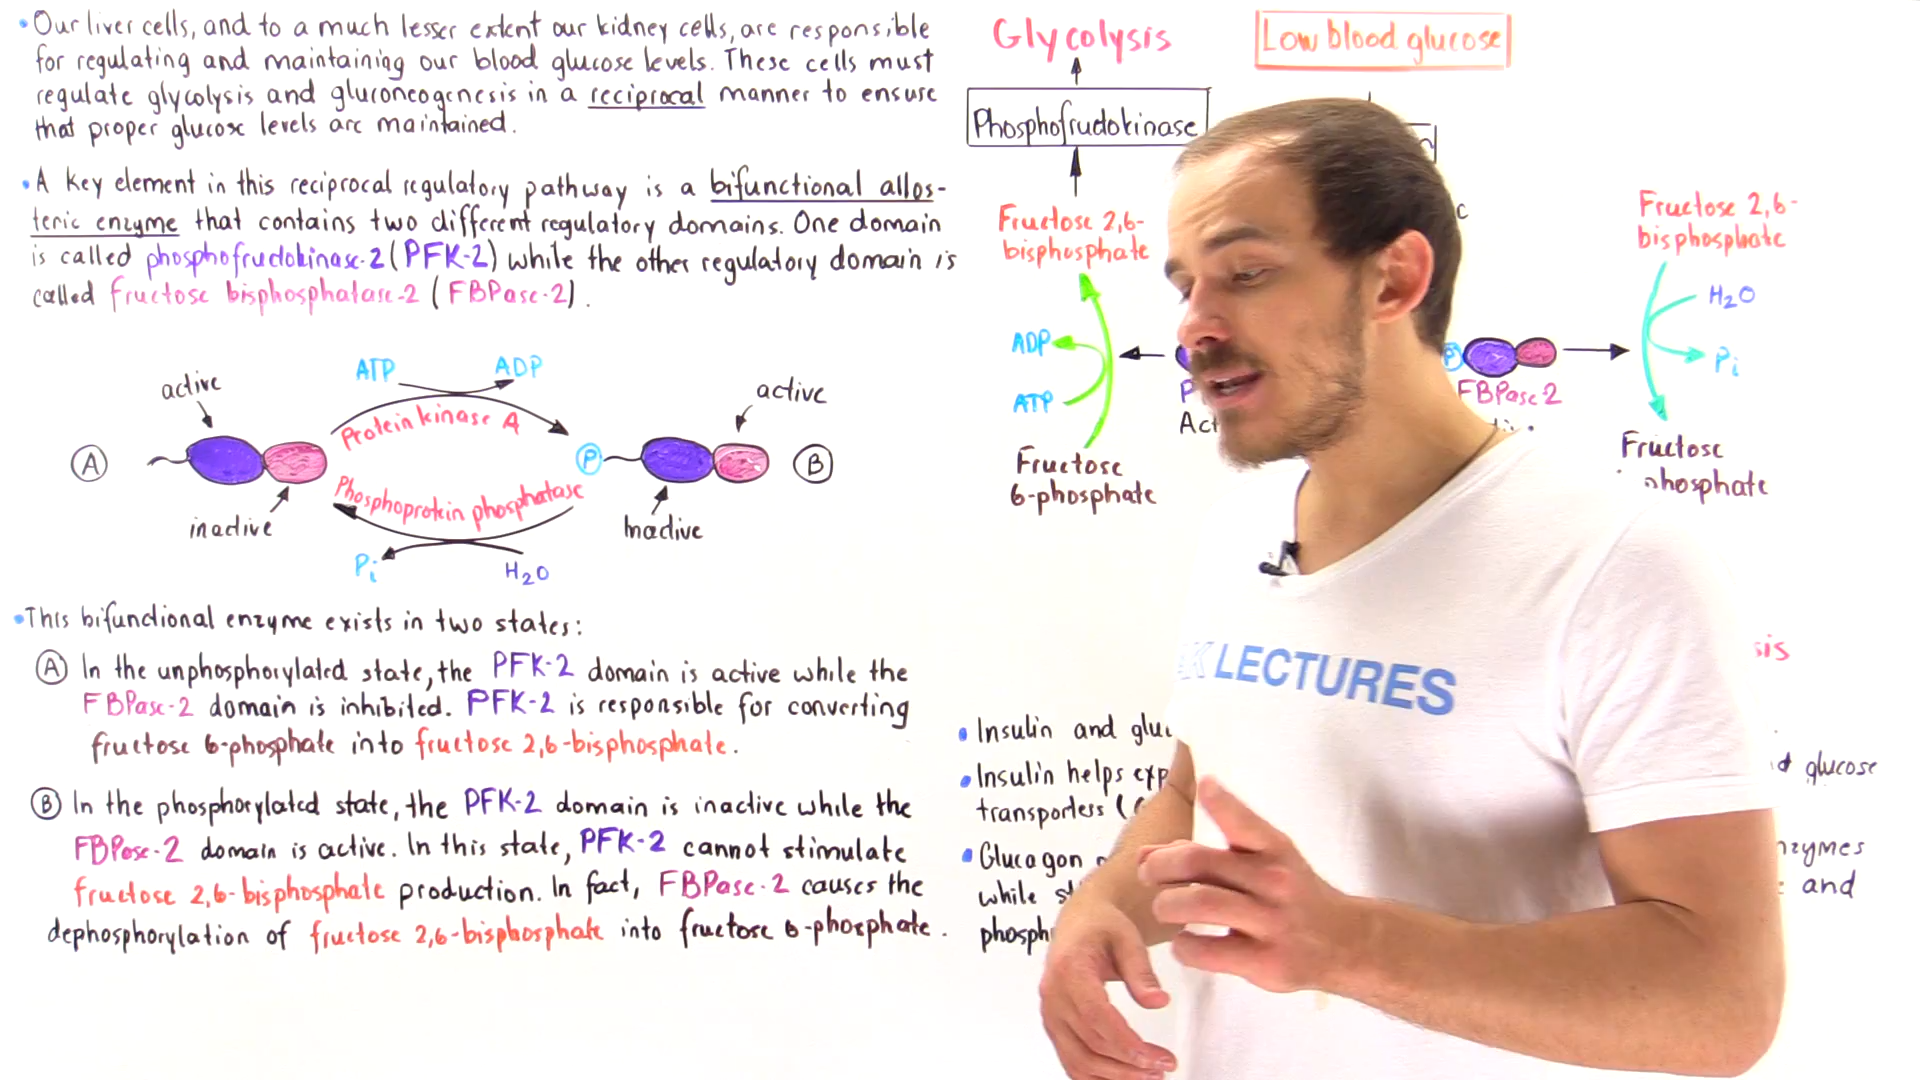 •Our liver cells, and to a much lesser extent our kidney cells, are responsible
for regulating and maintaining our blood glucose levels. These cells must
regulate glycolysis and gluconeogenesis in a reciprocal manner to ensure
that proper glucose levels are maintained.
•A key element in this reciprocal regulatory pathway is a bifunctional allos-
teric enzyme that contains two different regulatory domains. One domain
is called phosphofructokinase-2 (PFK-2) while the other regulatory domain is
called fructose bisphosphatase-2 (FBPase-2).
active
ATP
ADP
active
Protein kinase A
A
P
B
Phosphoprotein phosphatase
inactive
Inactive
Pi
H2O
•This bifunctional enzyme exists in two states:
A In the unphosphorylated state, the PFK-2 domain is active while the
FBPase-2 domain is inhibited. PFK-2 is responsible for converting
fructose 6-phosphate into fructose 2,6-bisphosphate.
B In the phosphorylated state, the PFK-2 domain is inactive while the
FBPase-2 domain is active. In this state, PFK-2 cannot stimulate
fructose 2,6-bisphosphate production. In fact, FBPase-2 causes the
dephosphorylation of fructose 2,6-bisphosphate into fructose 6-phosphate.
Glycolysis
Low blood glucose
Phosphofructokinase
Fructose 2,6-
bisphosphate
ADP
ATP
Fructose
6-phosphate
Fructose 2,6-
bisphosphate
H2O
Pi
P
FBPase 2
Fructose
phosphate
LECTURES
• Insulin and
• Insulin helps
transporters
glucose
• Glucagon
while
and